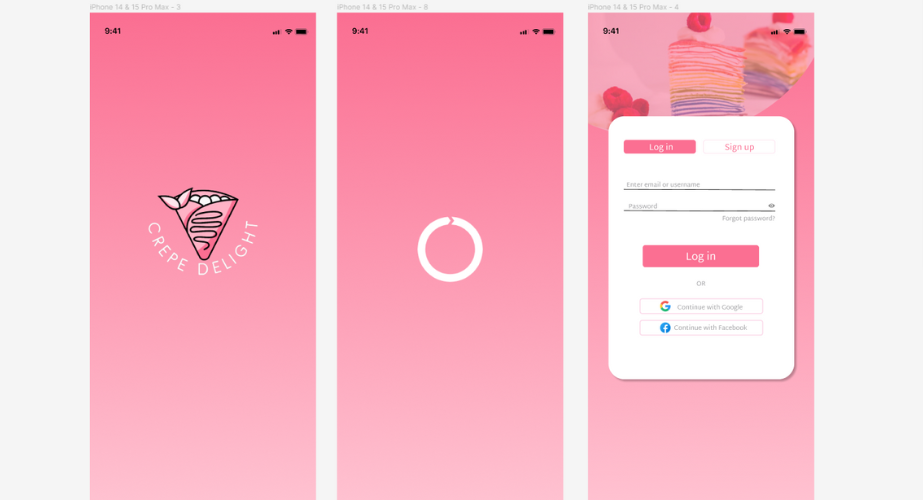 iPhone 14 & 15 Pro Max - 3
iPhone 14 & 15 Pro Max - 8
iPhone 14 & 15 Pro Max - 4
9:41
CREPE DELIGHT
9:41
9:41
Log in
Sign up
Enter email or username
Password
Forgot password?
Log in
OR
Continue with Google
Continue with Facebook